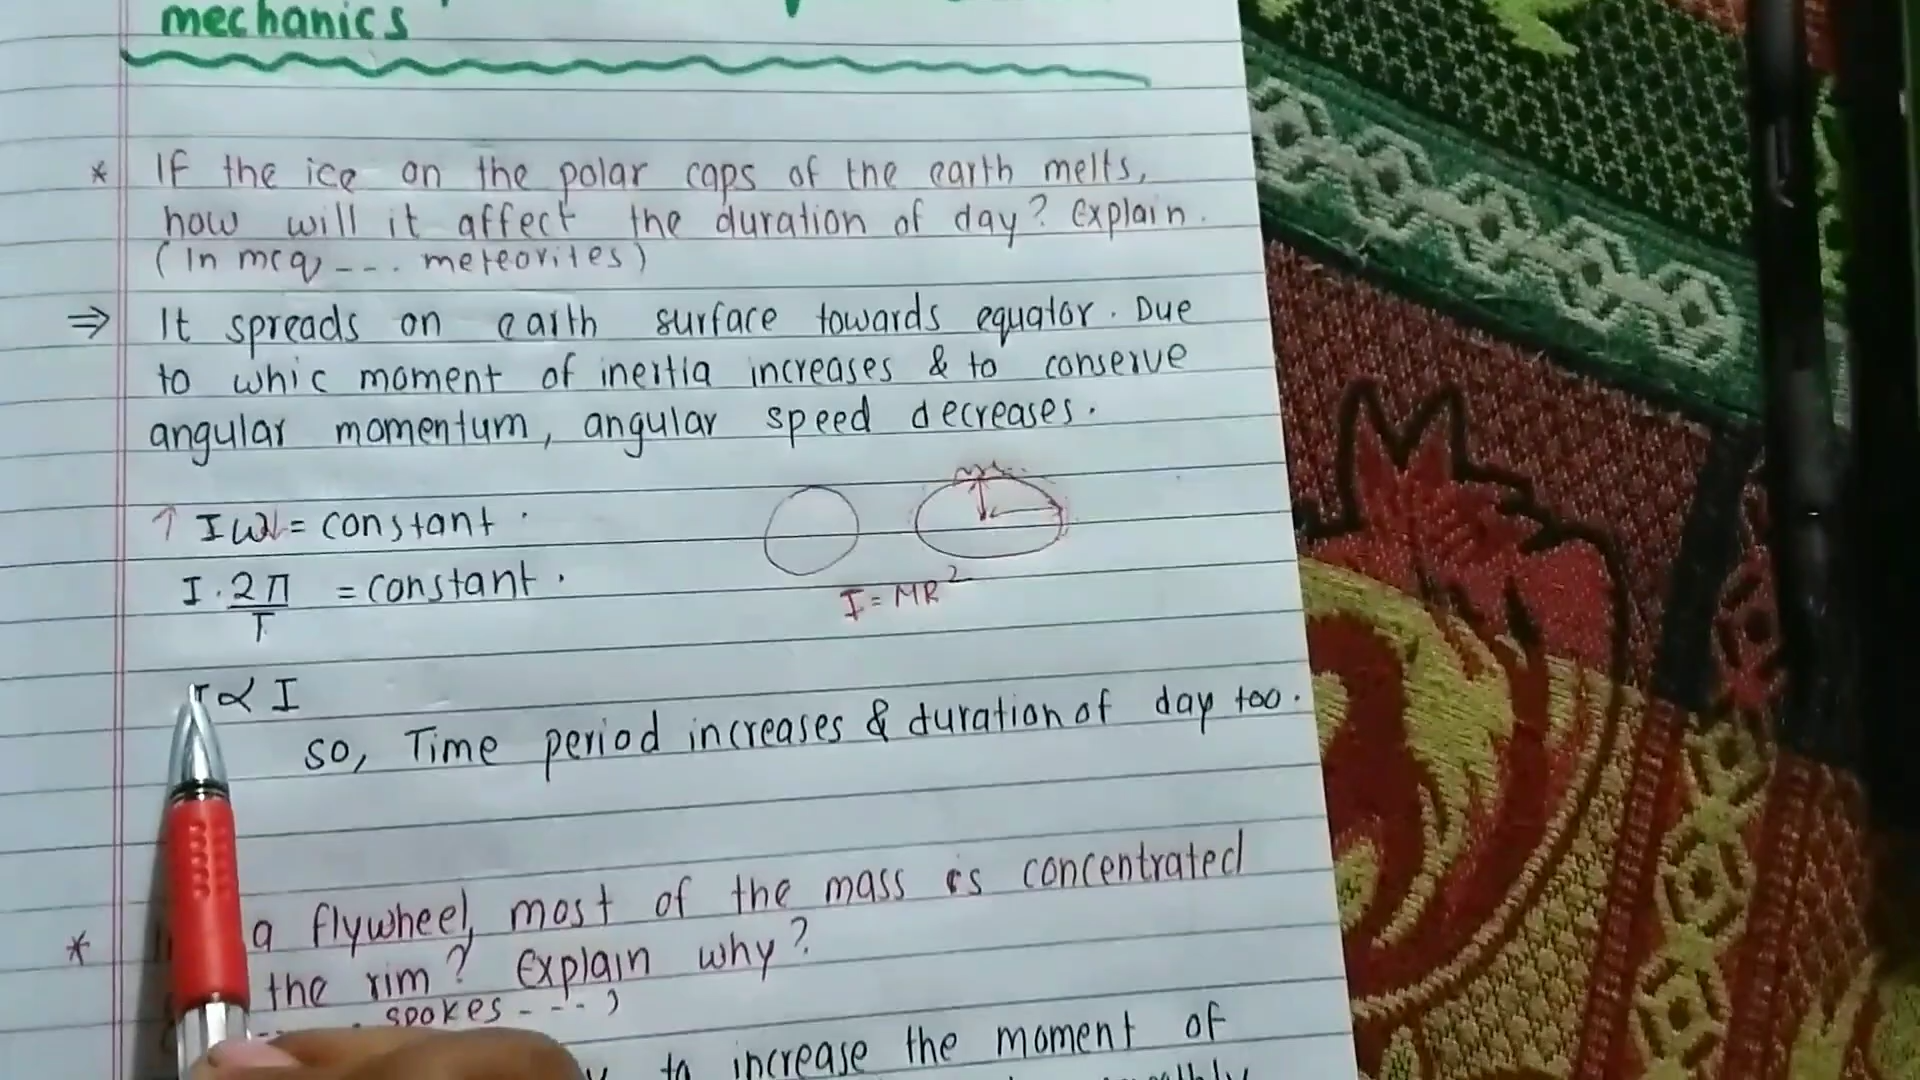 mechanics
* If the ice on the polar caps of the earth melts,
how will it affect the duration of day? Explain.
(In mcq, --- meteorites)
⇒ It spreads on earth surface towards equator. Due
to whic moment of inertia increases & to conserve
angular momentum, angular speed decreases.
↑ Iω↓ = constant
I . 2π/T = constant.
I = MR²
T ∝ I
so, Time period increases & duration of day too.
* a flywheel, most of the mass is concentrated
the rim? Explain why?
spokes ---)
to increase the moment of